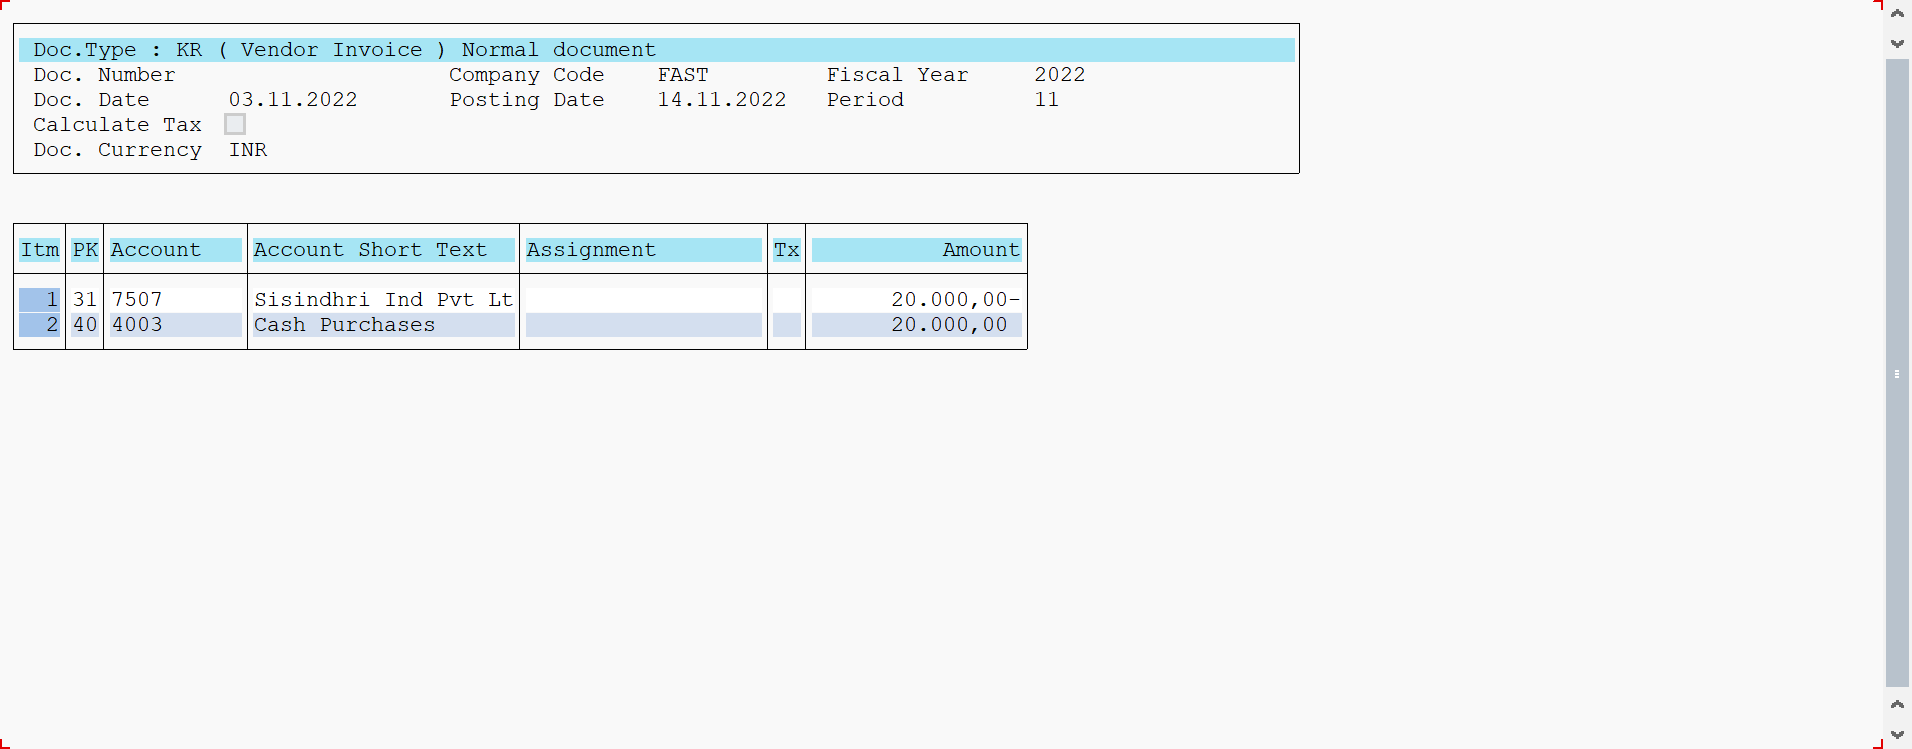 Doc.Type : KR ( Vendor Invoice ) Normal document
Doc. Number Company Code FAST Fiscal Year 2022
Doc. Date 03.11.2022 Posting Date 14.11.2022 Period 11
Calculate Tax
Doc. Currency INR
Itm PK Account Account Short Text Assignment Tx Amount
1 31 7507 Sisindhri Ind Pvt Lt 20.000,00-
2 40 4003 Cash Purchases 20.000,00